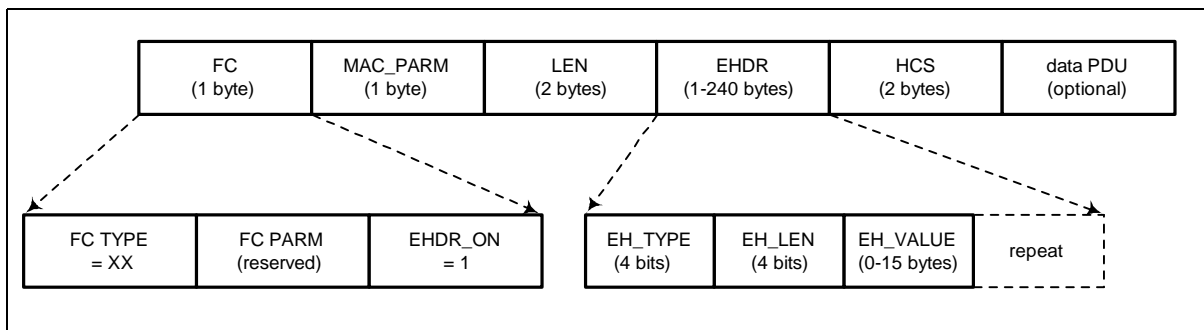 FC
(1 byte)
MAC_PARM
(1 byte)
LEN
(2 bytes)
EHDR
(1-240 bytes)
HCS
(2 bytes)
data PDU
(optional)
FC TYPE
= XX
FC PARM
(reserved)
EHDR_ON
= 1
EH_TYPE
(4 bits)
EH_LEN
(4 bits)
EH_VALUE
(0-15 bytes)
repeat